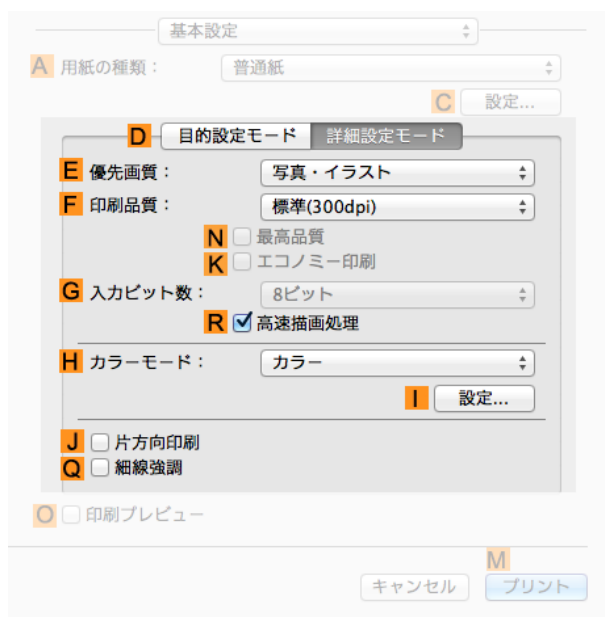 基本設定
A 用紙の種類： 普通紙
C 設定...
D 目的設定モード 詳細設定モード
E 優先画質： 写真・イラスト
F 印刷品質： 標準(300dpi)
N 最高品質
K エコノミー印刷
G 入力ビット数： 8ビット
R 高速描画処理
H カラーモード： カラー
I 設定...
J 片方向印刷
Q 細線強調
O 印刷プレビュー
M
キャンセル プリント